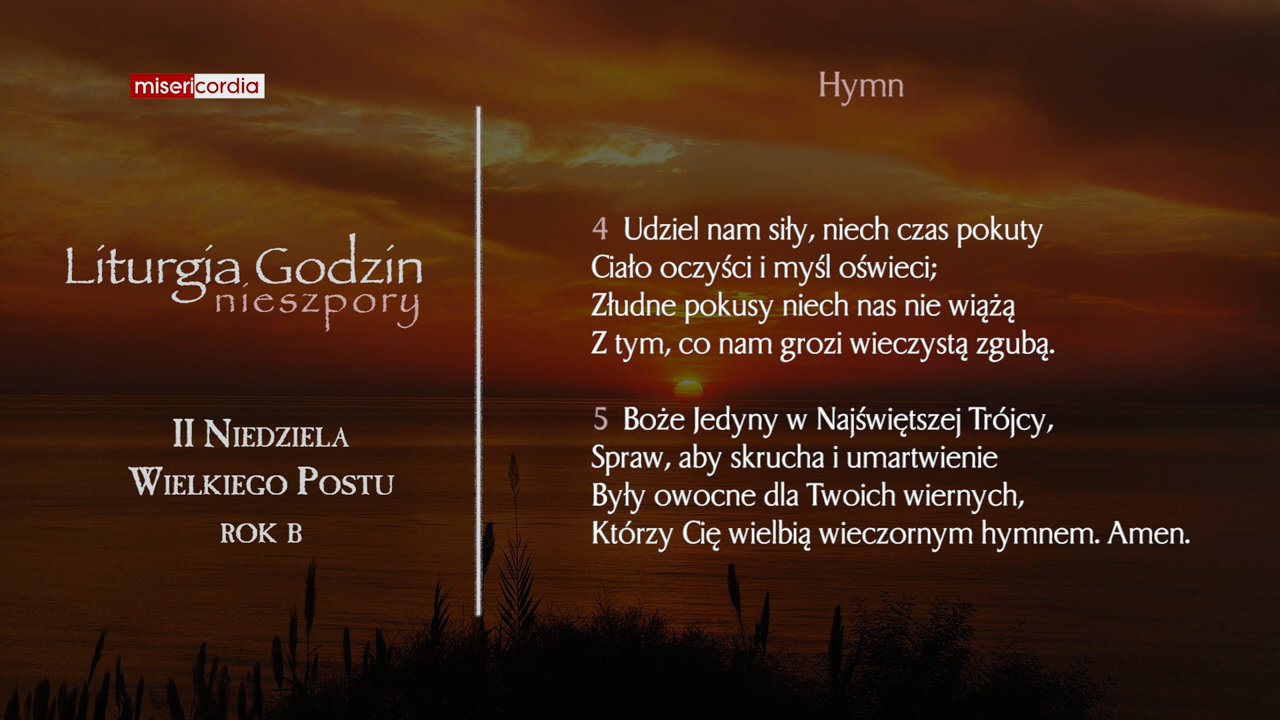 misericordia
Liturgia Godzin
nieszpory
II Niedziela
Wielkiego Postu
rok B
Hymn
4 Udziel nam siły, niech czas pokuty
Ciało oczyści i myśl oświeci;
Złudne pokusy niech nas nie wiążą
Z tym, co nam grozi wieczystą zgubą.
5 Boże Jedyny w Najświętszej Trójcy,
Spraw, aby skrucha i umartwienie
Były owocne dla Twoich wiernych,
Którzy Cię wielbią wieczornym hymnem. Amen.